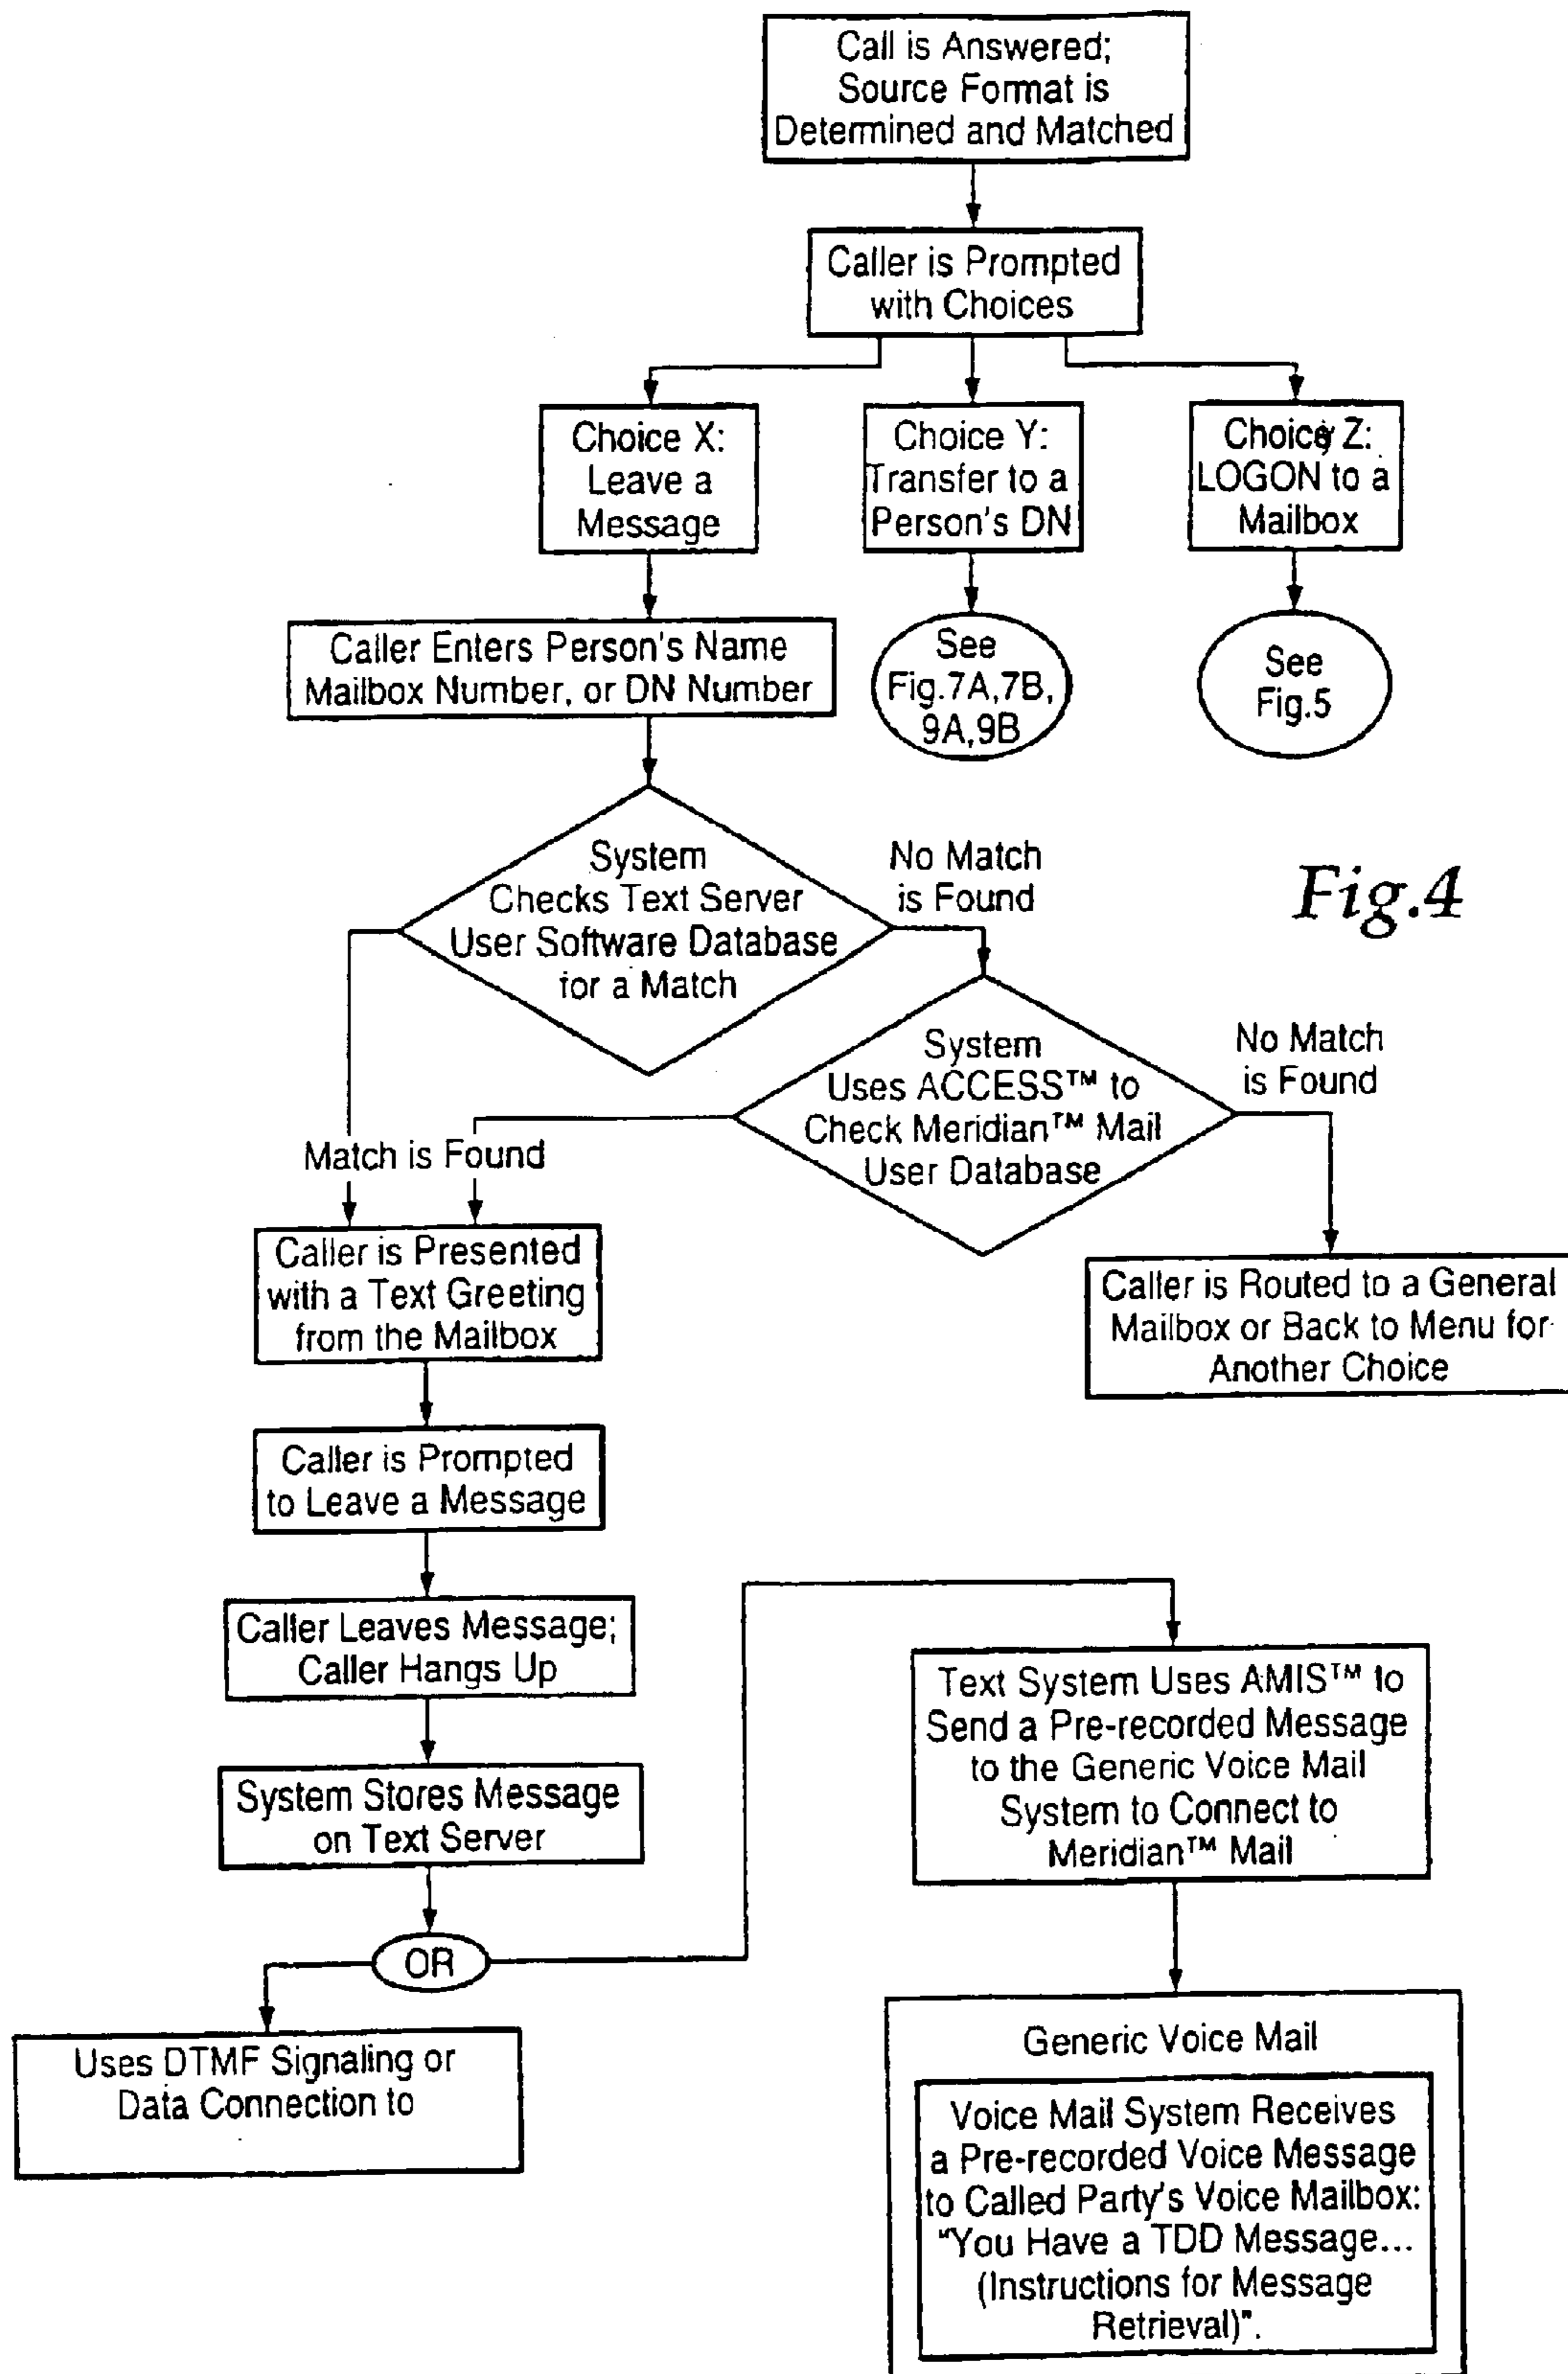 Call is Answered;
Source Format is
Determined and Matched
Caller is Prompted
with Choices
Choice X:
Leave a
Message
Choice Y:
Transfer to a
Person's DN
Choice Z:
LOGON to a
Mailbox
Caller Enters Person's Name
Mailbox Number, or DN Number
See
Fig.7A,7B,
9A,9B
See
Fig.5
System
Checks Text Server
User Software Database
for a Match
No Match
is Found
Fig.4
System
Uses ACCESS™ to
Check Meridian™ Mail
User Database
No Match
is Found
Match is Found
Caller is Presented
with a Text Greeting
from the Mailbox
Caller is Routed to a General
Mailbox or Back to Menu for
Another Choice
Caller is Prompted
to Leave a Message
Caller Leaves Message;
Caller Hangs Up
System Stores Message
on Text Server
OR
Uses DTMF Signaling or
Data Connection to
Text System Uses AMIS™ to
Send a Pre-recorded Message
to the Generic Voice Mail
System to Connect to
Meridian™ Mail
Generic Voice Mail
Voice Mail System Receives
a Pre-recorded Voice Message
to Called Party's Voice Mailbox:
"You Have a TDD Message...
(Instructions for Message
Retrieval)".